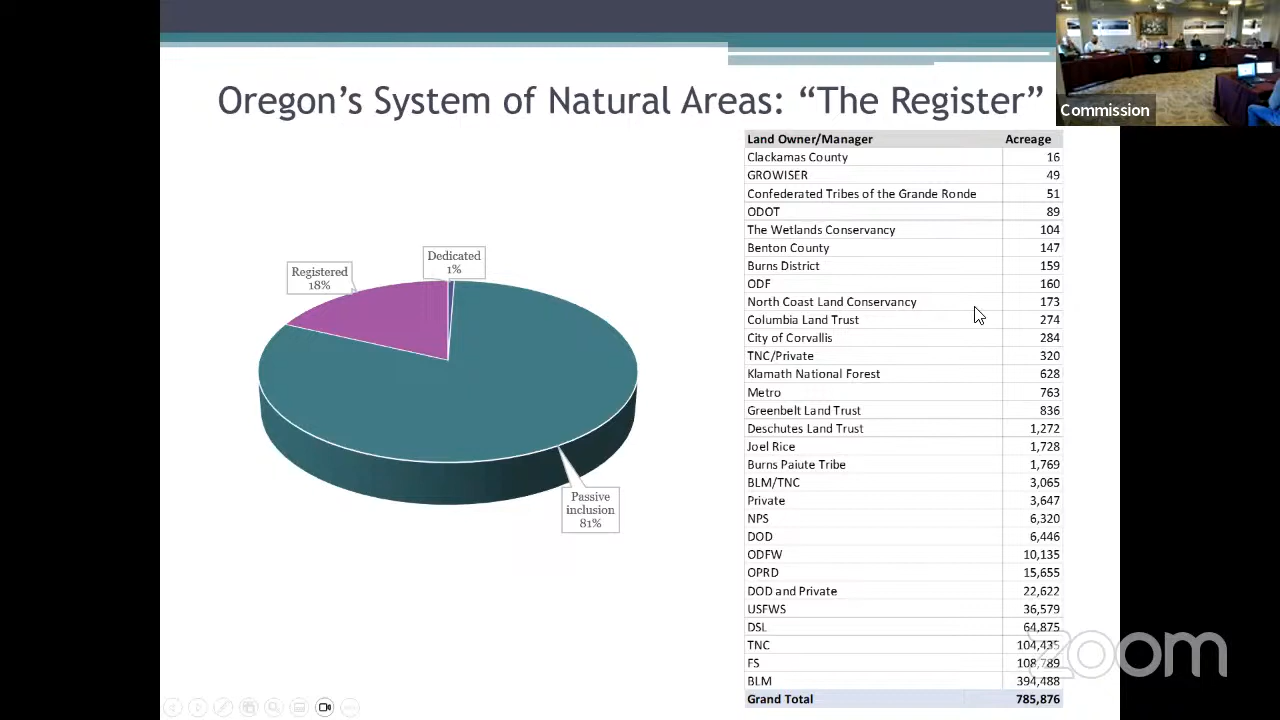 Oregon's System of Natural Areas: “The Register”
Commission
Dedicated
1%
Registered
18%
Passive
inclusion
81%
Land Owner/Manager Acreage
Clackamas County 16
GROWISER 49
Confederated Tribes of the Grande Ronde 51
ODOT 89
The Wetlands Conservancy 104
Benton County 147
Burns District 159
ODF 160
North Coast Land Conservancy 173
Columbia Land Trust 274
City of Corvallis 284
TNC/Private 320
Klamath National Forest 628
Metro 763
Greenbelt Land Trust 836
Deschutes Land Trust 1,272
Joel Rice 1,728
Burns Paiute Tribe 1,769
BLM/TNC 3,065
Private 3,647
NPS 6,320
DOD 6,446
ODFW 10,135
OPRD 15,655
DOD and Private 22,622
USFWS 36,579
DSL 64,875
TNC 104,435
FS 108,789
BLM 394,488
Grand Total 785,876
zoom